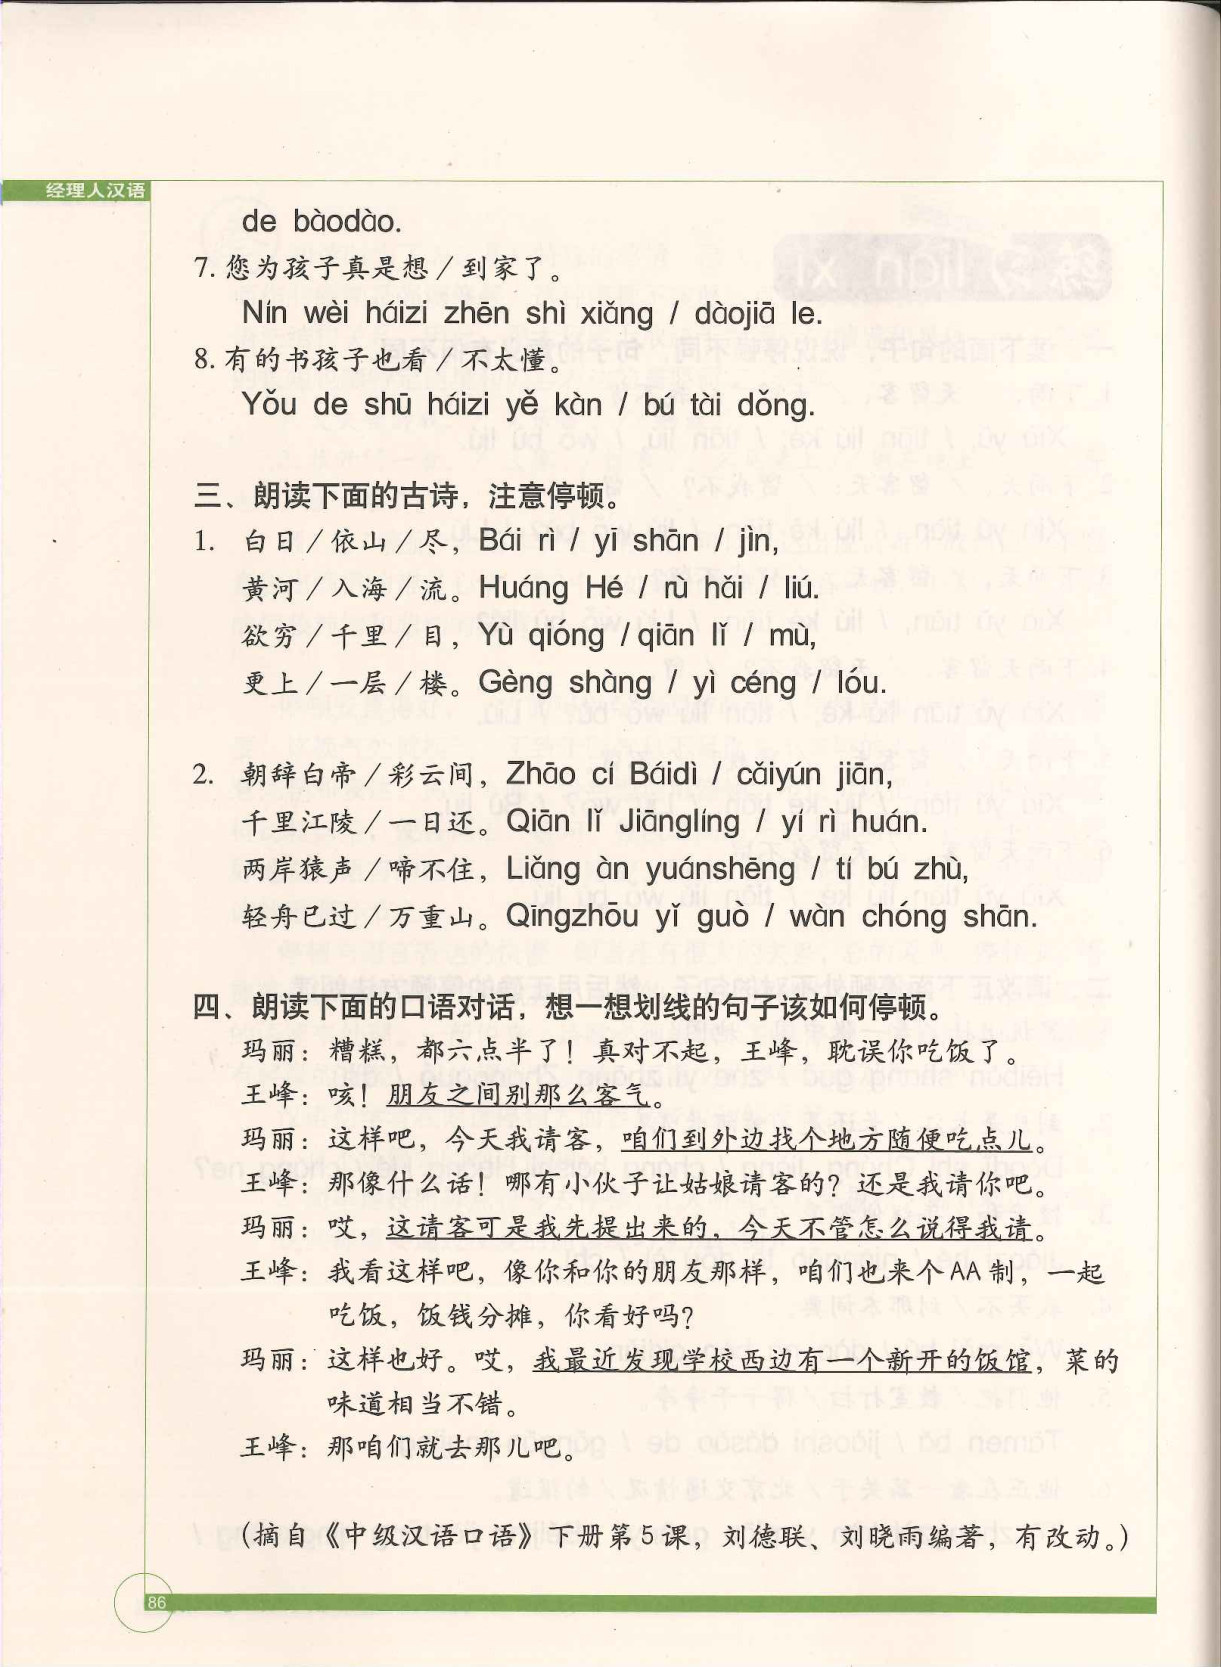 经理人汉语
de bàodào.
7. 您为孩子真是想/到家了。
Nín wèi háizi zhēn shì xiǎng / dàojiā le.
8. 有的书孩子也看/不太懂。
Yǒu de shū háizi yě kàn / bú tài dǒng.
三、朗读下面的古诗，注意停顿。
1. 白日/依山/尽，Bái rì / yī shān / jìn,
黄河/入海/流。Huáng Hé / rù hǎi / liú.
欲穷/千里/目，Yù qióng / qiān lǐ / mù,
更上/一层/楼。Gèng shàng / yì céng / lóu.
2. 朝辞白帝/彩云间，Zhāo cí Báidì / cǎiyún jiān,
千里江陵/一日还。Qiān lǐ Jiānglíng / yí rì huán.
两岸猿声/啼不住，Liǎng àn yuánshēng / tí bú zhù,
轻舟已过/万重山。Qīngzhōu yí guò / wàn chóng shān.
四、朗读下面的口语对话，想一想划线的句子该如何停顿。
玛丽：糟糕，都六点半了！真对不起，王峰，耽误你吃饭了。
王峰：咳！朋友之间别那么客气。
玛丽：这样吧，今天我请客，咱们到外边找个地方随便吃点儿。
王峰：那像什么话！哪有小伙子让姑娘请客的？还是我请你吧。
玛丽：哎，这请客可是我先提出来的，今天不管怎么说得我请。
王峰：我看这样吧，像你和你的朋友那样，咱们也来个AA制，一起
吃饭，饭钱分摊，你看好吗？
玛丽：这样也好。哎，我最近发现学校西边有一个新开的饭馆，菜的
味道相当不错。
王峰：那咱们就去那儿吧。
（摘自《中级汉语口语》下册第5课，刘德联、刘晓雨编著，有改动。）
86